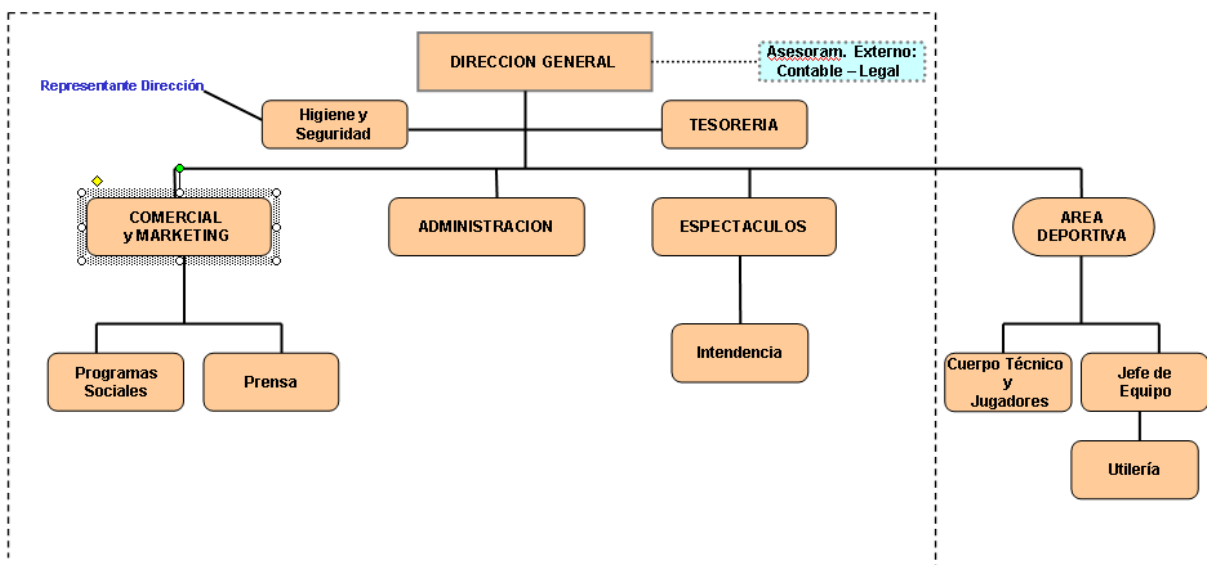 DIRECCION GENERAL
Asesoram. Externo:
Contable – Legal
Representante Dirección
Higiene y
Seguridad
TESORERIA
COMERCIAL
y MARKETING
ADMINISTRACION
ESPECTACULOS
AREA
DEPORTIVA
Programas
Sociales
Prensa
Intendencia
Cuerpo Técnico
y
Jugadores
Jefe de
Equipo
Utilería